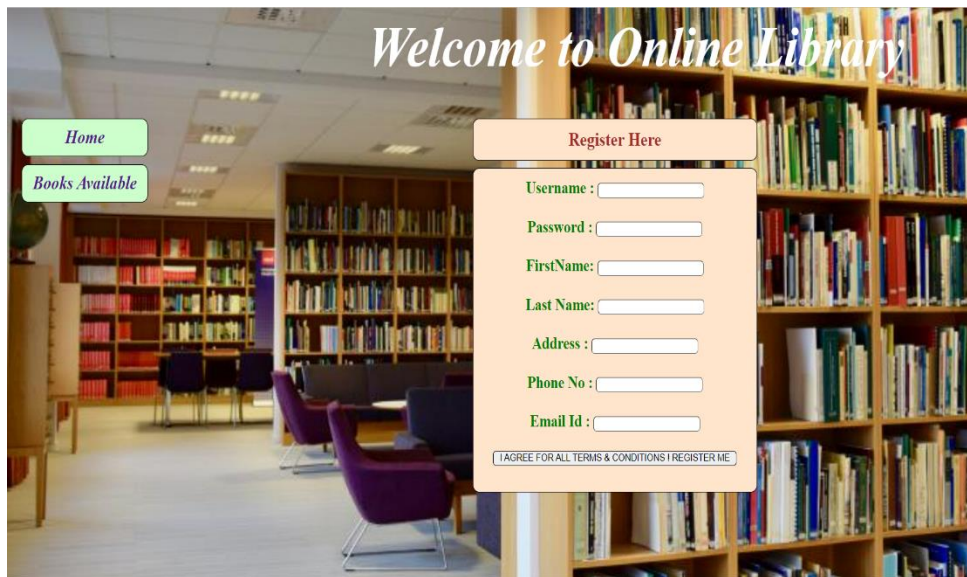 Welcome to Online Library
Home
Books Available
Register Here
Username :
Password :
FirstName:
Last Name:
Address :
Phone No :
Email Id :
I AGREE FOR ALL TERMS & CONDITIONS ! REGISTER ME